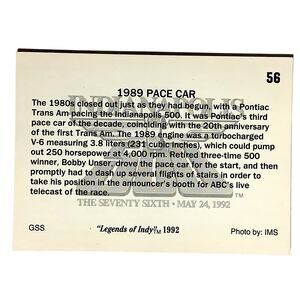 56
INDIANAPOLIS
1989 PACE CAR
The 1980s closed out just as they had begun, with a Pontiac
Trans Am pacing the Indianapolis 500. It was Pontiac's third
pace car of the decade, coinciding with the 20th anniversary
of the first Trans Am. The 1989 engine was a turbocharged
V-6 measuring 3.8 liters (231 cubic inches), which could pump
out 250 horsepower at 4,000 rpm. Retired three-time 500
winner, Bobby Unser, drove the pace car for the start, and then
promptly had to dash up several flights of stairs in order to
take his position in the announcer's booth for ABC's live
telecast of the race.
THE SEVENTY SIXTH • MAY 24, 1992
GSS "Legends of Indy"TM 1992 Photo by: IMS